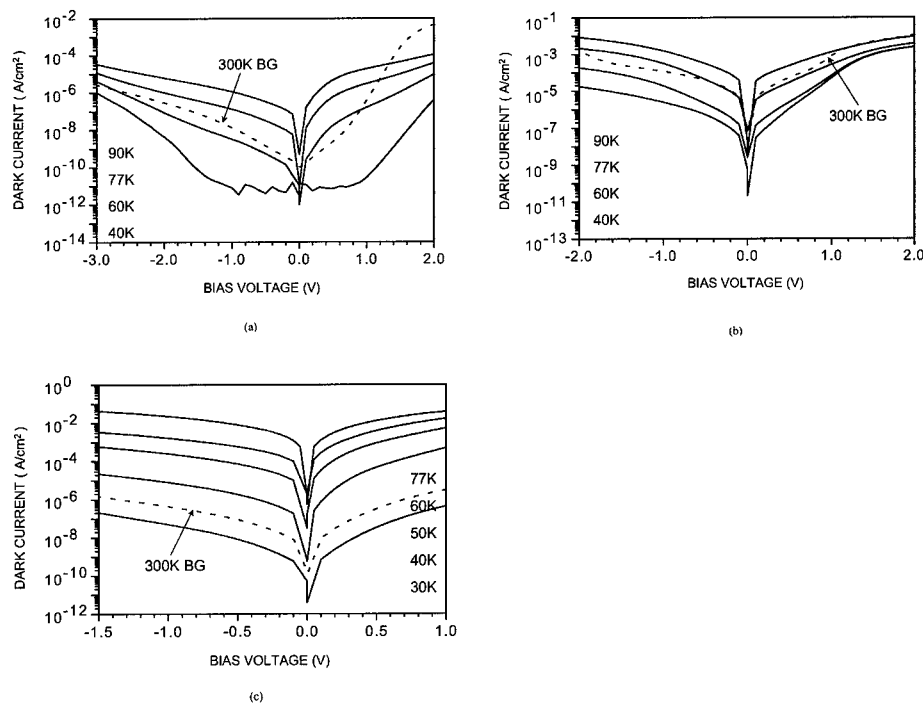 10^-2
10^-4
10^-6
10^-8
10^-10
10^-12
10^-14
DARK CURRENT ( A/cm²)
300K BG
90K
77K
60K
40K
-3.0 -2.0 -1.0 0.0 1.0 2.0
BIAS VOLTAGE (V)
(a)
10^-1
10^-3
10^-5
10^-7
10^-9
10^-11
10^-13
DARK CURRENT ( A/cm²)
300K BG
90K
77K
60K
40K
-2.0 -1.0 0.0 1.0 2.0
BIAS VOLTAGE (V)
(b)
10^0
10^-2
10^-4
10^-6
10^-8
10^-10
10^-12
DARK CURRENT ( A/cm²)
300K BG
77K
60K
50K
40K
30K
-1.5 -1.0 -0.5 0.0 0.5 1.0
BIAS VOLTAGE (V)
(c)